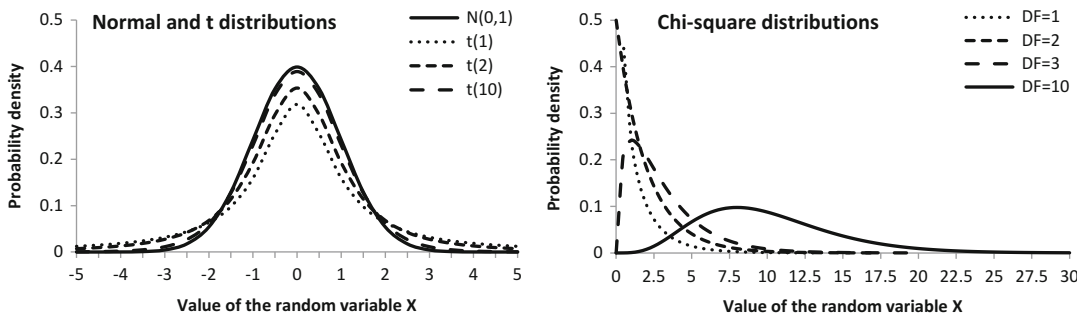 Normal and t distributions
N(0,1)
t(1)
t(2)
t(10)
Probability density
0.5
0.4
0.3
0.2
0.1
0
-5
-4
-3
-2
-1
0
1
2
3
4
5
Value of the random variable X
Chi-square distributions
DF=1
DF=2
DF=3
DF=10
Probability density
0.5
0.4
0.3
0.2
0.1
0
0
2.5
5
7.5
10
12.5
15
17.5
20
22.5
25
27.5
30
Value of the random variable X